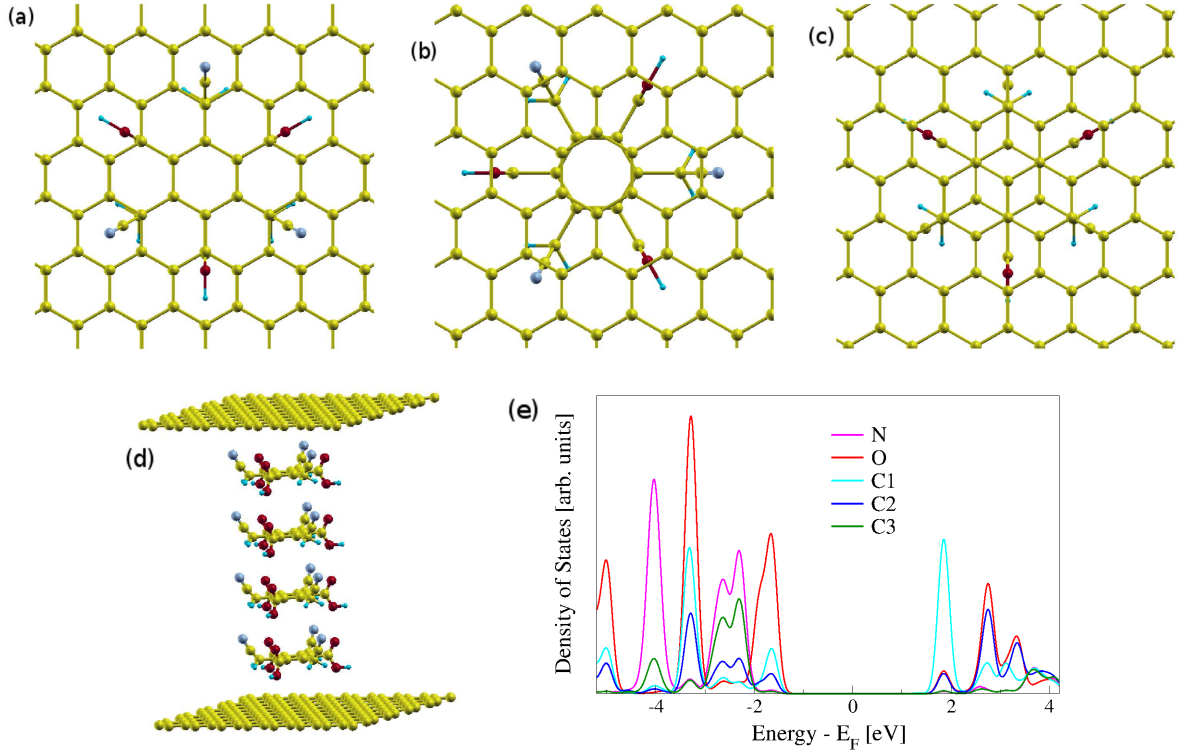 (a)
(b)
(c)
(d)
(e)
Density of States [arb. units]
N
O
C1
C2
C3
-4
-2
0
2
4
Energy - E_F [eV]